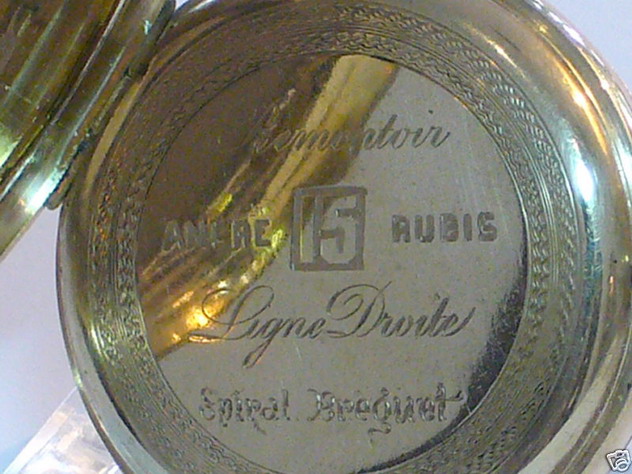 Remontoir
ANCRE 15 RUBIS
Ligne Droite
Spiral Breguet